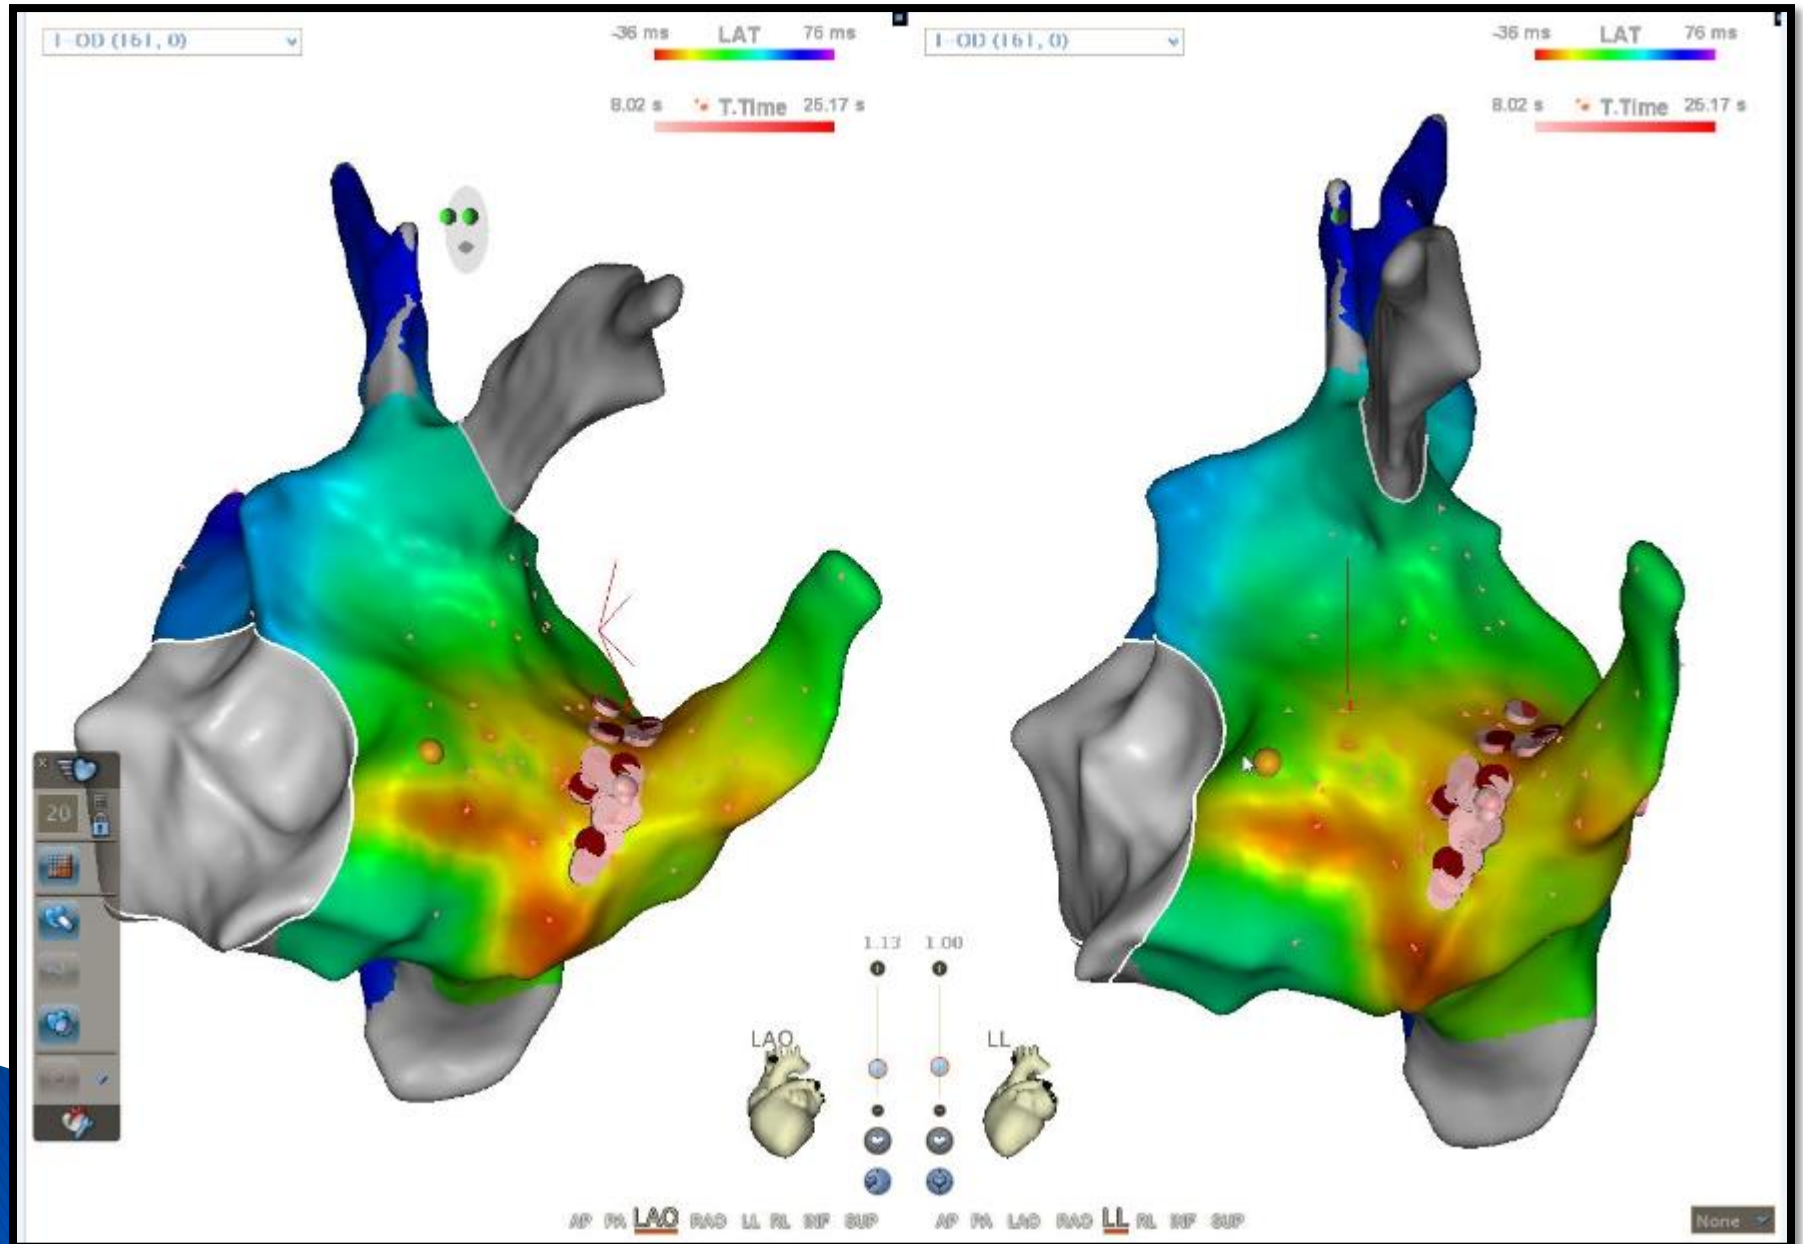 1-OD (161, 0)
-36 ms LAT 76 ms
8.02 s T.Time 25.17 s
1-OD (161, 0)
-36 ms LAT 76 ms
8.02 s T.Time 25.17 s
20
1.13 1.00
LAO
LL
AP PA LAO RAO LL RL INF SUP
AP PA LAO RAO LL RL INF SUP
None